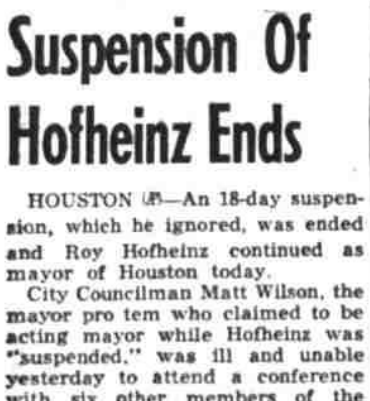 Suspension Of
Hofheinz Ends
HOUSTON (AP)—An 18-day suspen-
sion, which he ignored, was ended
and Roy Hofheinz continued as
mayor of Houston today.
City Councilman Matt Wilson, the
mayor pro tem who claimed to be
acting mayor while Hofheinz was
"suspended," was ill and unable
yesterday to attend a conference
with six other members of the